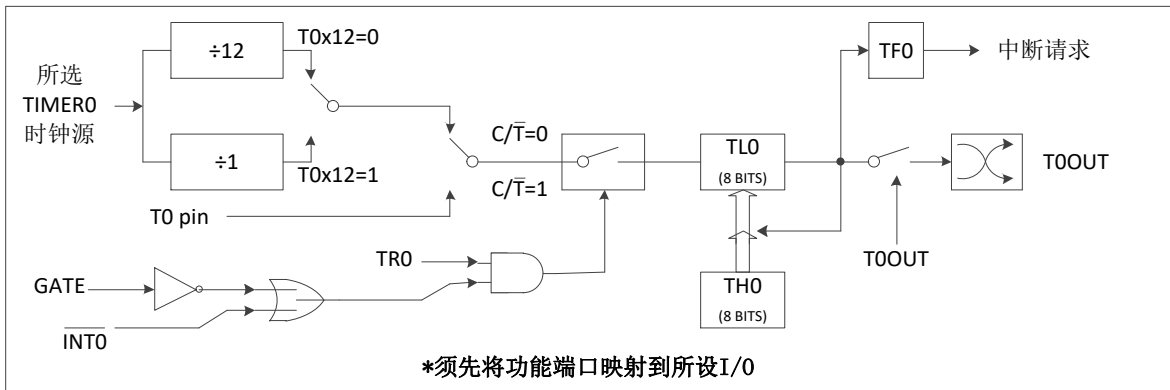 ÷12
T0x12=0
所选
TIMER0
时钟源
÷1
T0x12=1
T0 pin
C/T̅=0
C/T̅=1
TL0
(8 BITS)
TF0
中断请求
T0OUT
T0OUT
TR0
GATE
I̅N̅T̅0̅
TH0
(8 BITS)
*须先将功能端口映射到所设I/O